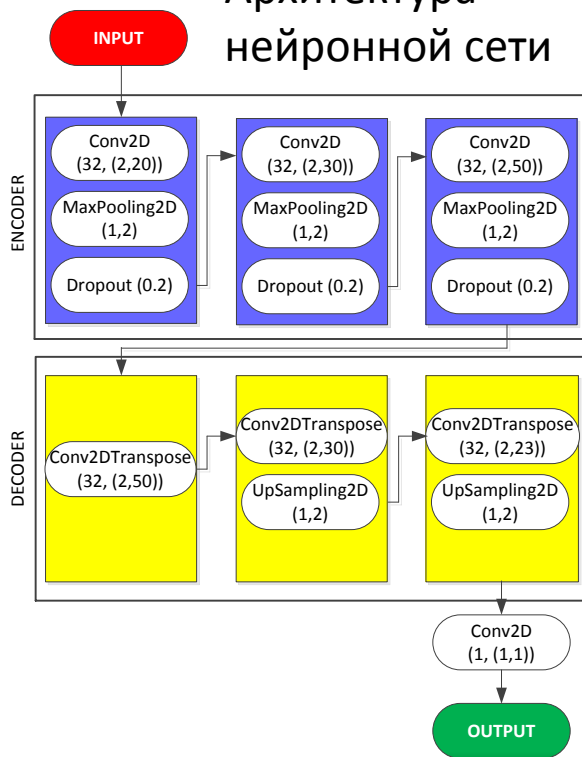 Архитектура
нейронной сети
INPUT
ENCODER
Conv2D
(32, (2,20))
MaxPooling2D
(1,2)
Dropout (0.2)
Conv2D
(32, (2,30))
MaxPooling2D
(1,2)
Dropout (0.2)
Conv2D
(32, (2,50))
MaxPooling2D
(1,2)
Dropout (0.2)
DECODER
Conv2DTranspose
(32, (2,50))
Conv2DTranspose
(32, (2,30))
UpSampling2D
(1,2)
Conv2DTranspose
(32, (2,23))
UpSampling2D
(1,2)
Conv2D
(1, (1,1))
OUTPUT